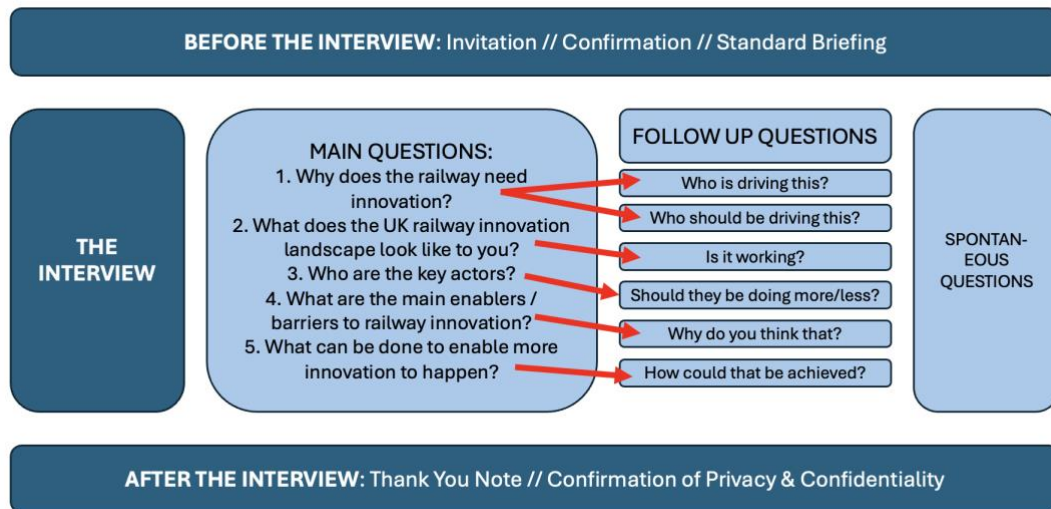 BEFORE THE INTERVIEW: Invitation // Confirmation // Standard Briefing
THE
INTERVIEW
MAIN QUESTIONS:
1. Why does the railway need
innovation?
2. What does the UK railway innovation
landscape look like to you?
3. Who are the key actors?
4. What are the main enablers /
barriers to railway innovation?
5. What can be done to enable more
innovation to happen?
FOLLOW UP QUESTIONS
Who is driving this?
Who should be driving this?
Is it working?
Should they be doing more/less?
Why do you think that?
How could that be achieved?
SPONTAN-
EOUS
QUESTIONS
AFTER THE INTERVIEW: Thank You Note // Confirmation of Privacy & Confidentiality